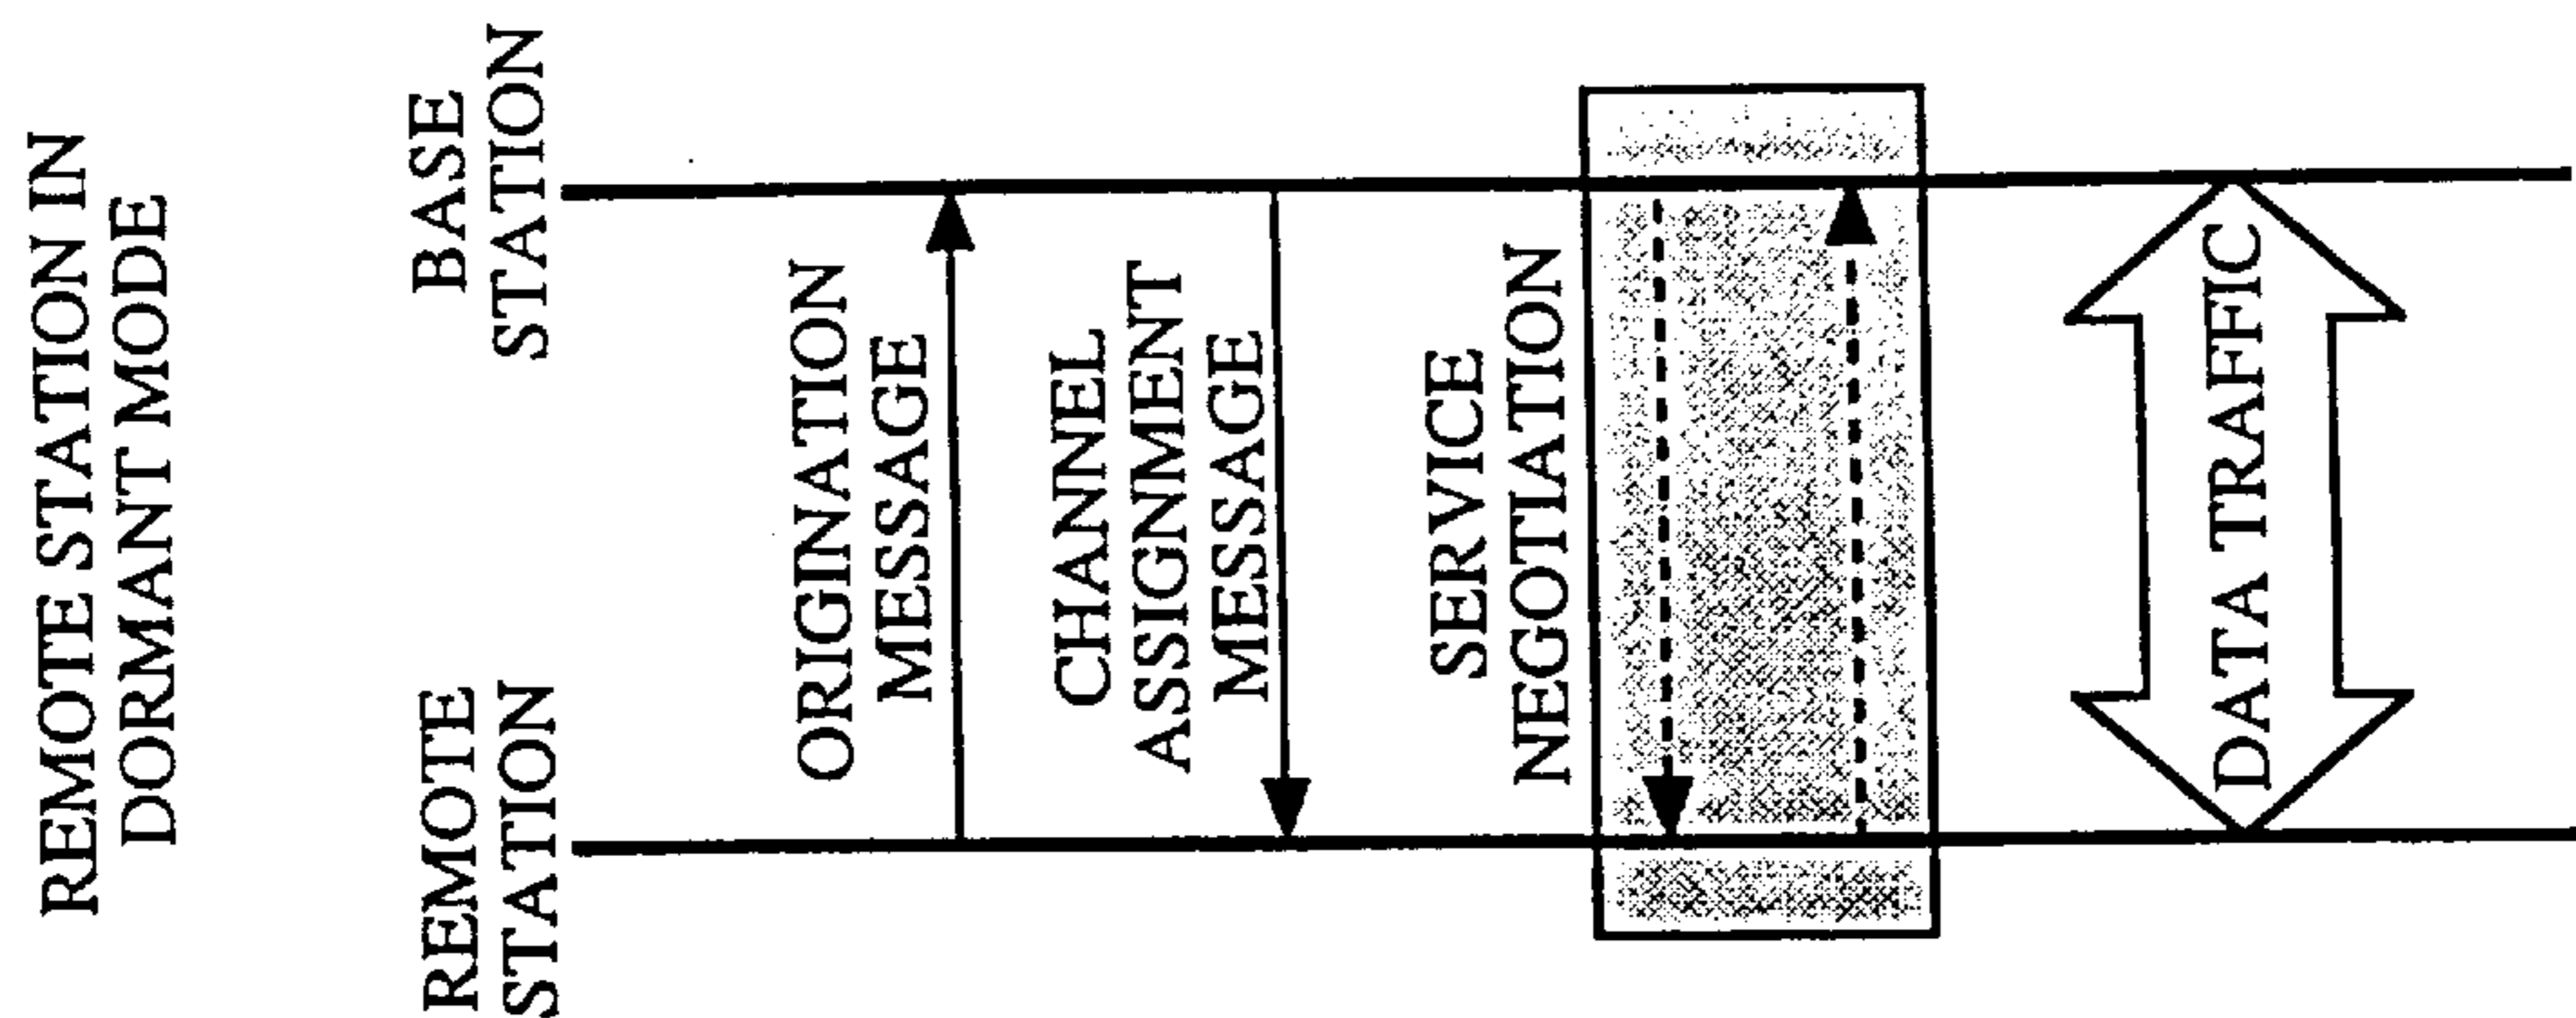 REMOTE STATION IN
DORMANT MODE
REMOTE
STATION
BASE
STATION
ORIGINATION
MESSAGE
CHANNEL
ASSIGNMENT
MESSAGE
SERVICE
NEGOTIATION
DATA TRAFFIC